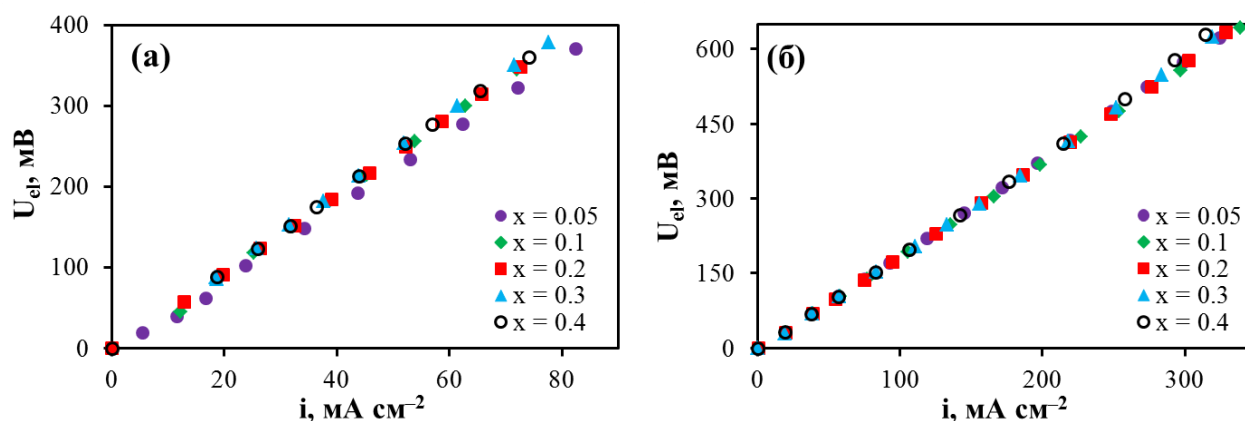 (а)
U_el, мВ
400
300
200
100
0
0 20 40 60 80
i, мА см⁻²
x = 0.05
x = 0.1
x = 0.2
x = 0.3
x = 0.4
(б)
U_el, мВ
600
450
300
150
0
0 100 200 300
i, мА см⁻²
x = 0.05
x = 0.1
x = 0.2
x = 0.3
x = 0.4